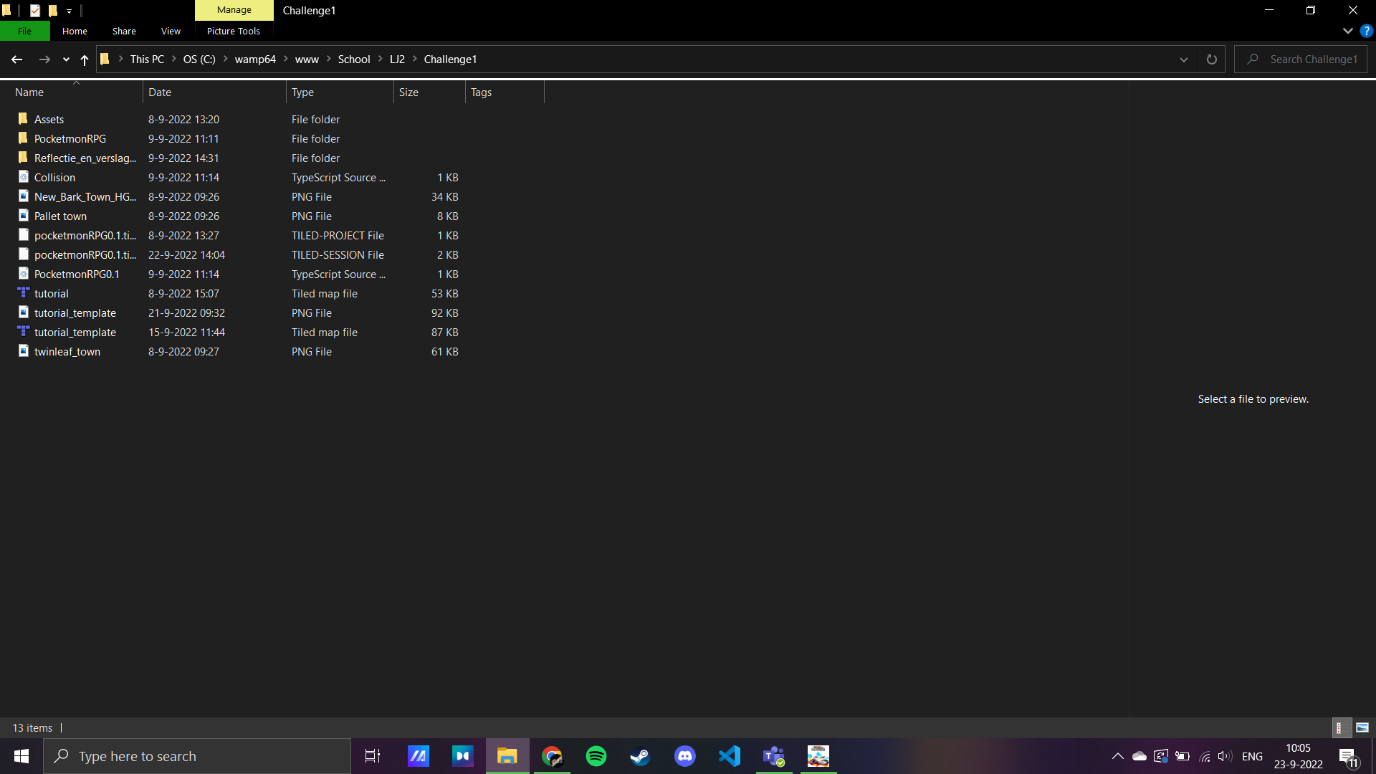 Manage Challenge1
File Home Share View Picture Tools
This PC OS (C:) wamp64 www School LJ2 Challenge1 Search Challenge1
Name Date Type Size Tags
Assets 8-9-2022 13:20 File folder
PocketmonRPG 9-9-2022 11:11 File folder
Reflectie_en_verslag... 9-9-2022 14:31 File folder
Collision 9-9-2022 11:14 TypeScript Source ... 1 KB
New_Bark_Town_HG... 8-9-2022 09:26 PNG File 34 KB
Pallet town 8-9-2022 09:26 PNG File 8 KB
pocketmonRPG0.1.ti... 8-9-2022 13:27 TILED-PROJECT File 1 KB
pocketmonRPG0.1.ti... 22-9-2022 14:04 TILED-SESSION File 2 KB
PocketmonRPG0.1 9-9-2022 11:14 TypeScript Source ... 1 KB
tutorial 8-9-2022 15:07 Tiled map file 53 KB
tutorial_template 21-9-2022 09:32 PNG File 92 KB
tutorial_template 15-9-2022 11:44 Tiled map file 87 KB
twinleaf_town 8-9-2022 09:27 PNG File 61 KB
Select a file to preview.
13 items
Type here to search ENG 10:05
23-9-2022 11